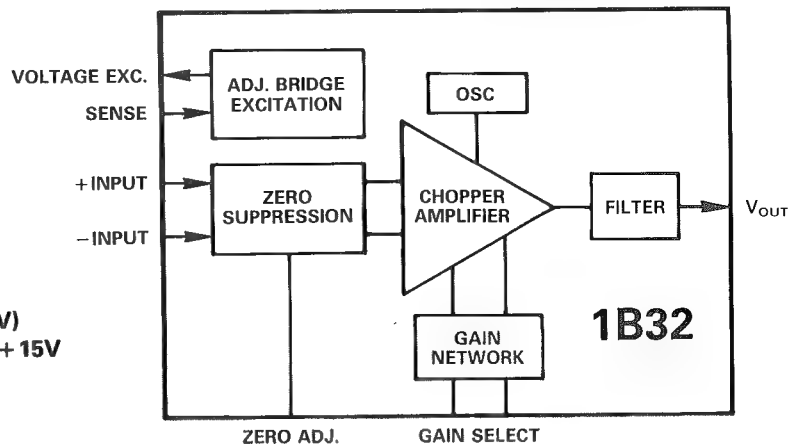 VOLTAGE EXC.
SENSE
+INPUT
−INPUT
ADJ. BRIDGE
EXCITATION
ZERO
SUPPRESSION
OSC
CHOPPER
AMPLIFIER
FILTER
V_OUT
GAIN
NETWORK
1B32
V)
+15V
ZERO ADJ.
GAIN SELECT